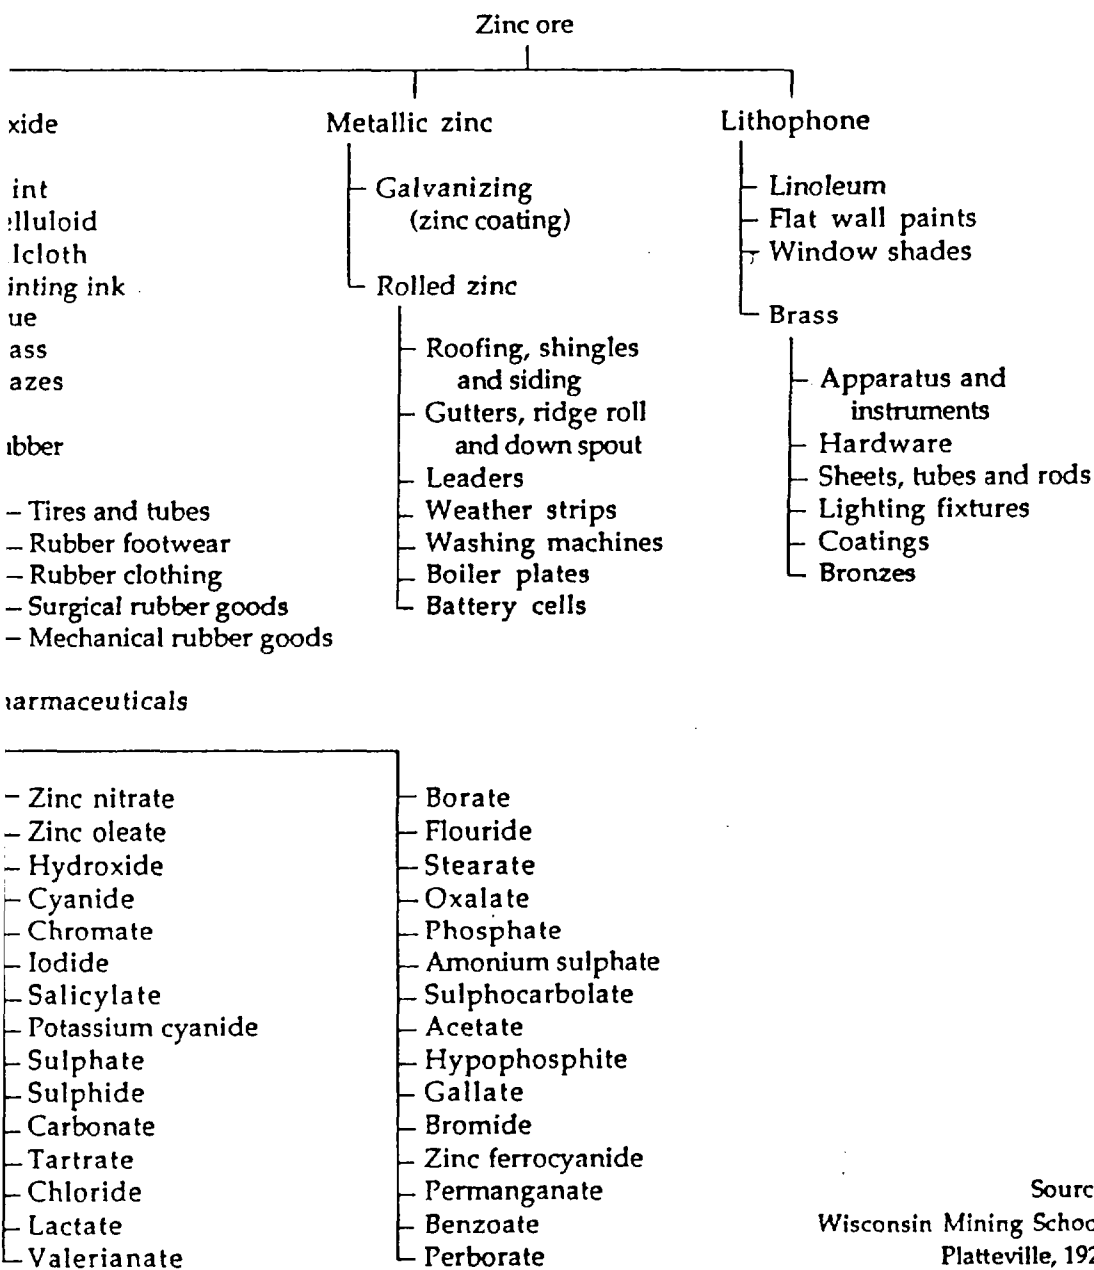 Zinc ore
xide
int
elluloid
lcloth
inting ink
ue
ass
azes
ubber
Tires and tubes
Rubber footwear
Rubber clothing
Surgical rubber goods
Mechanical rubber goods
Metallic zinc
Galvanizing
(zinc coating)
Rolled zinc
Roofing, shingles
and siding
Gutters, ridge roll
and down spout
Leaders
Weather strips
Washing machines
Boiler plates
Battery cells
Lithophone
Linoleum
Flat wall paints
Window shades
Brass
Apparatus and
instruments
Hardware
Sheets, tubes and rods
Lighting fixtures
Coatings
Bronzes
harmaceuticals
Zinc nitrate
Zinc oleate
Hydroxide
Cyanide
Chromate
Iodide
Salicylate
Potassium cyanide
Sulphate
Sulphide
Carbonate
Tartrate
Chloride
Lactate
Valerianate
Borate
Flouride
Stearate
Oxalate
Phosphate
Amonium sulphate
Sulphocarbolate
Acetate
Hypophosphite
Gallate
Bromide
Zinc ferrocyanide
Permanganate
Benzoate
Perborate
Sourc
Wisconsin Mining Schoo
Platteville, 192